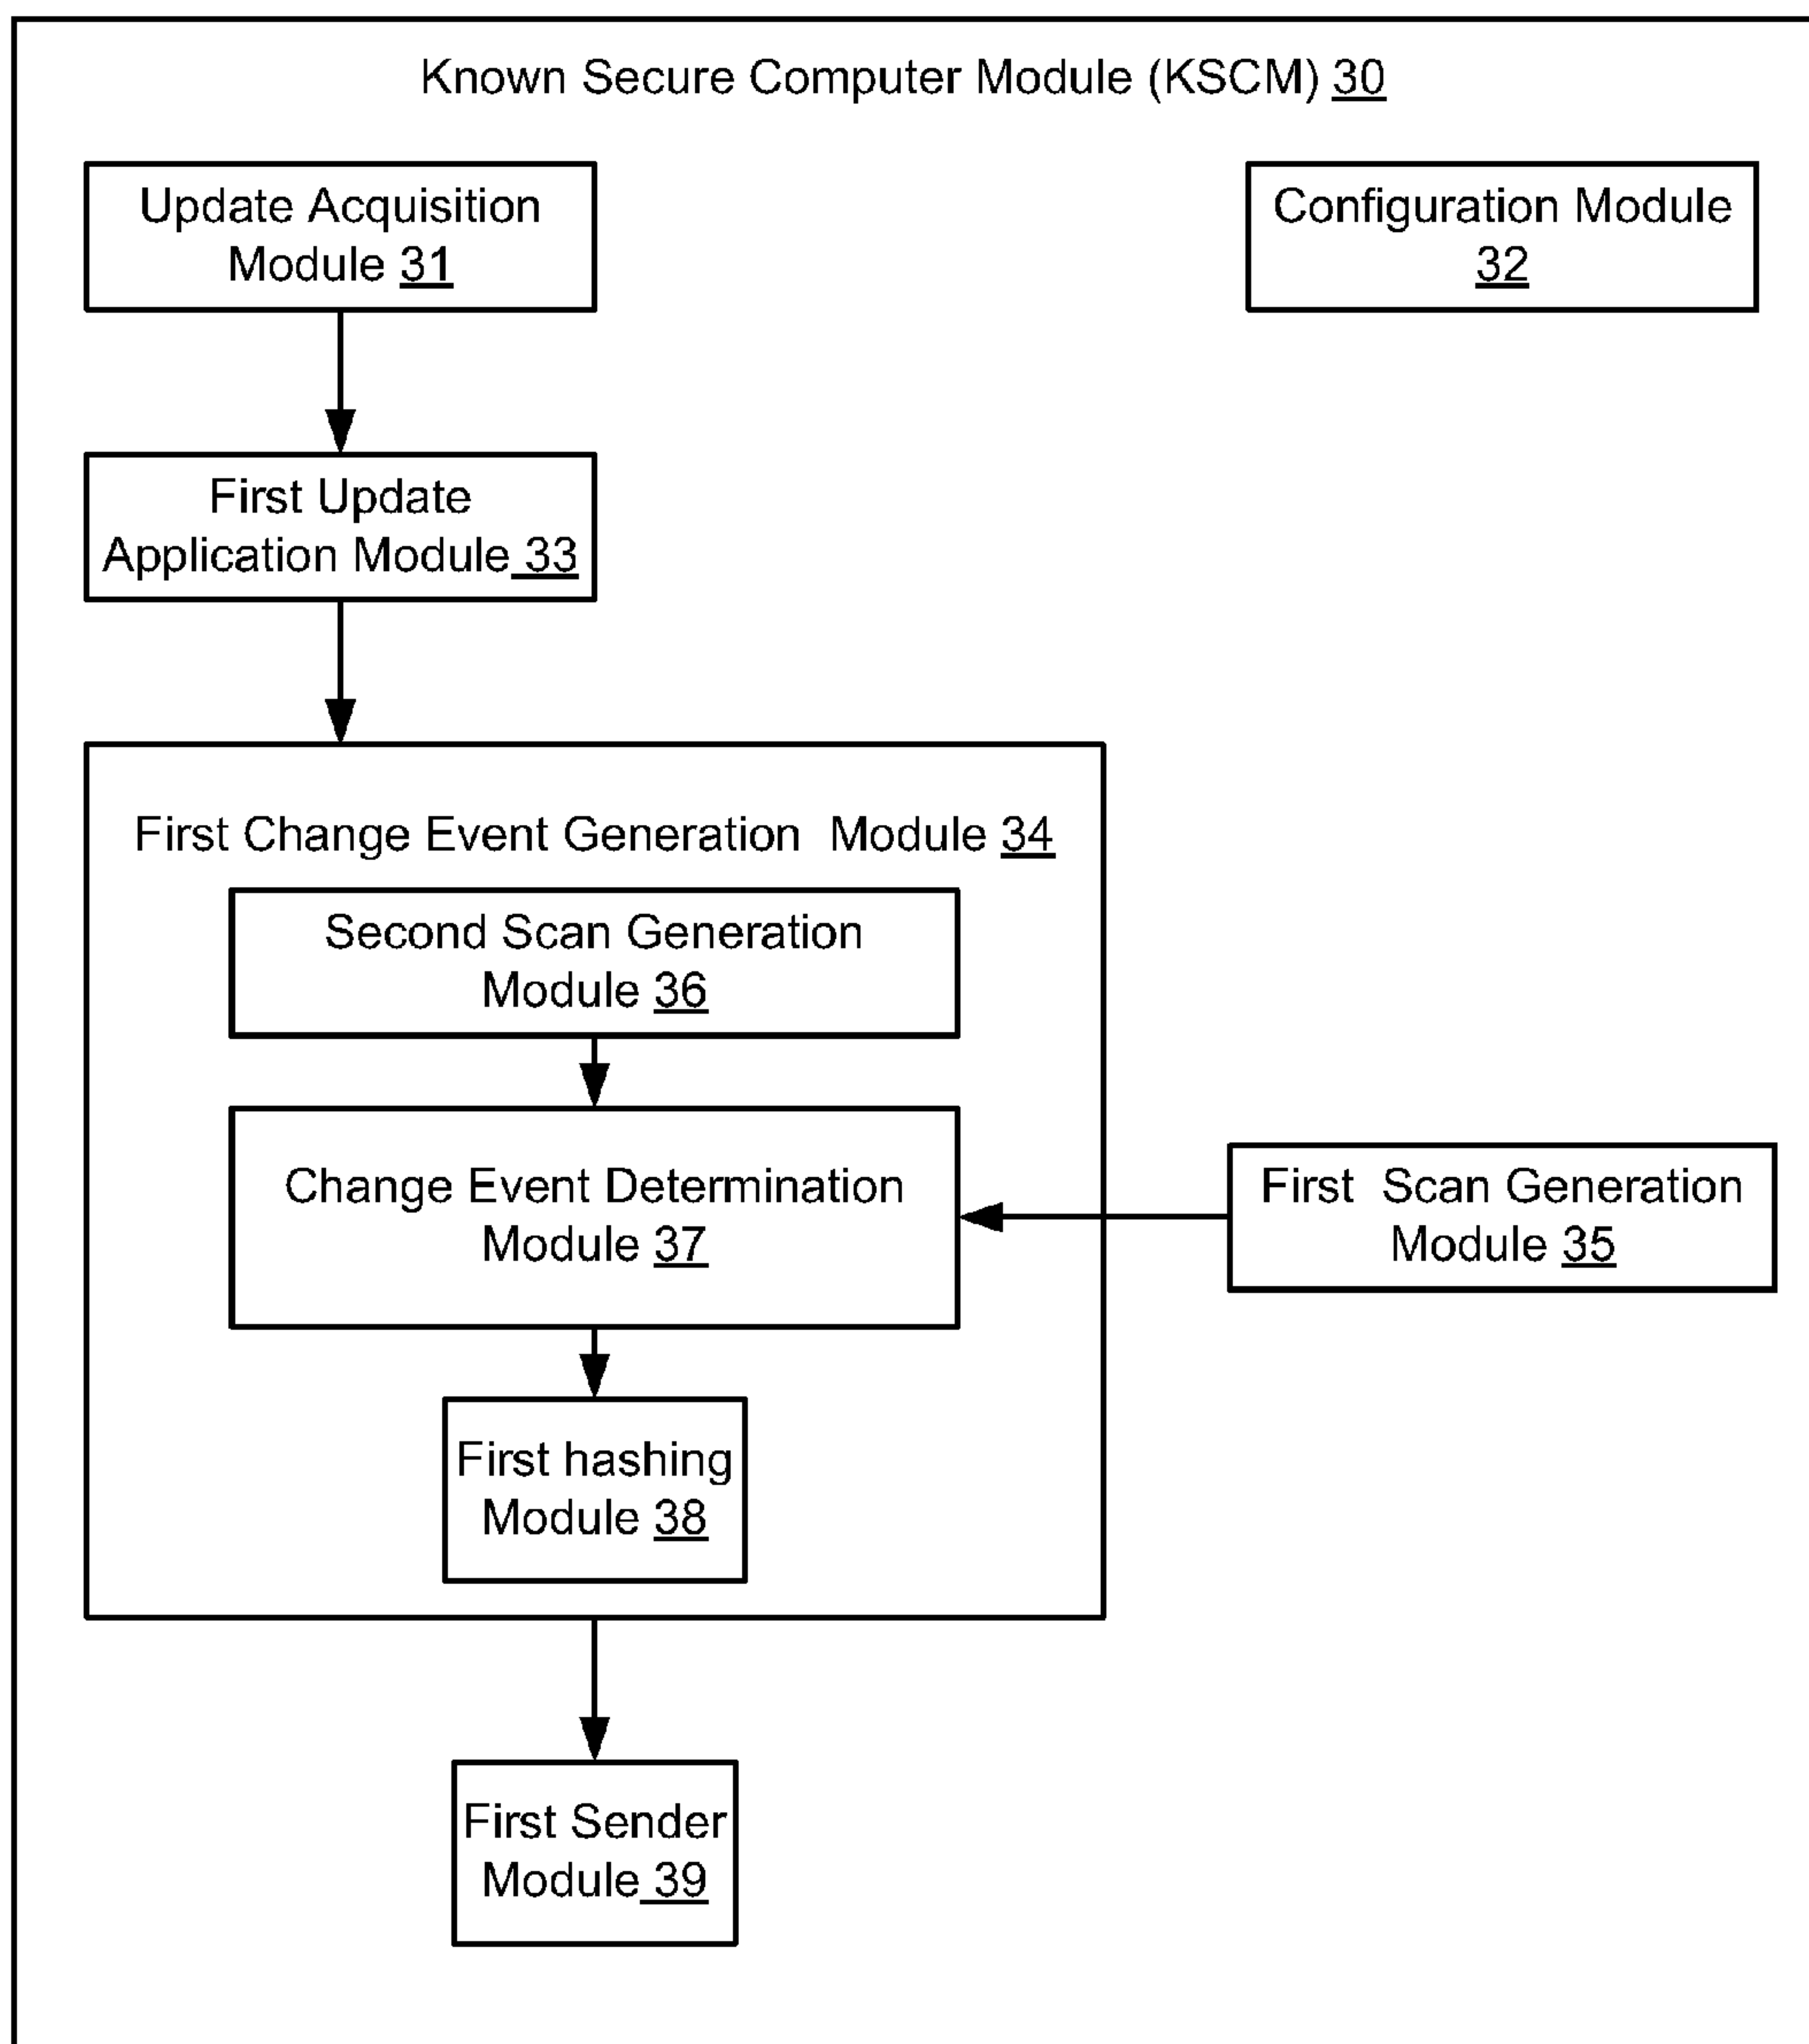 Known Secure Computer Module (KSCM) 30
Update Acquisition
Module 31
Configuration Module
32
First Update
Application Module 33
First Change Event Generation Module 34
Second Scan Generation
Module 36
Change Event Determination
Module 37
First Scan Generation
Module 35
First hashing
Module 38
First Sender
Module 39